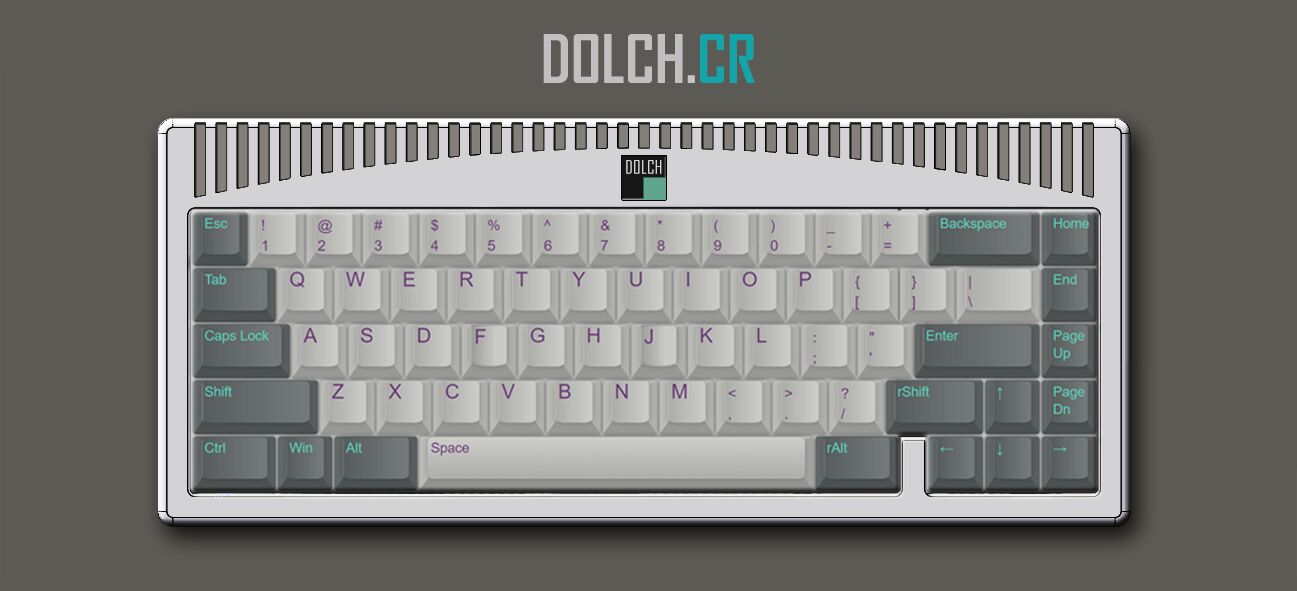 DOLCH.CR
DOLCH
Esc ! @ # $ % ^ & * ( ) _ + Backspace Home
1 2 3 4 5 6 7 8 9 0 - =
Tab Q W E R T Y U I O P { } | End
[ ] \
Caps Lock A S D F G H J K L : " Enter Page
; ' Up
Shift Z X C V B N M < > ? rShift ↑ Page
, . / Dn
Ctrl Win Alt Space rAlt ← ↓ →